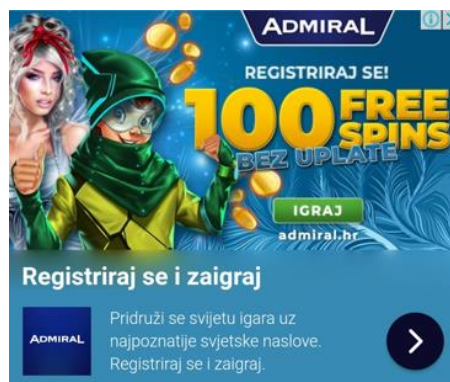 ADMIRAL
REGISTRIRAJ SE!
100 FREE
SPINS
BEZ UPLATE
IGRAJ
admiral.hr
Registriraj se i zaigraj
ADMIRAL
Pridruži se svijetu igara uz
najpoznatije svjetske naslove.
Registriraj se i zaigraj.